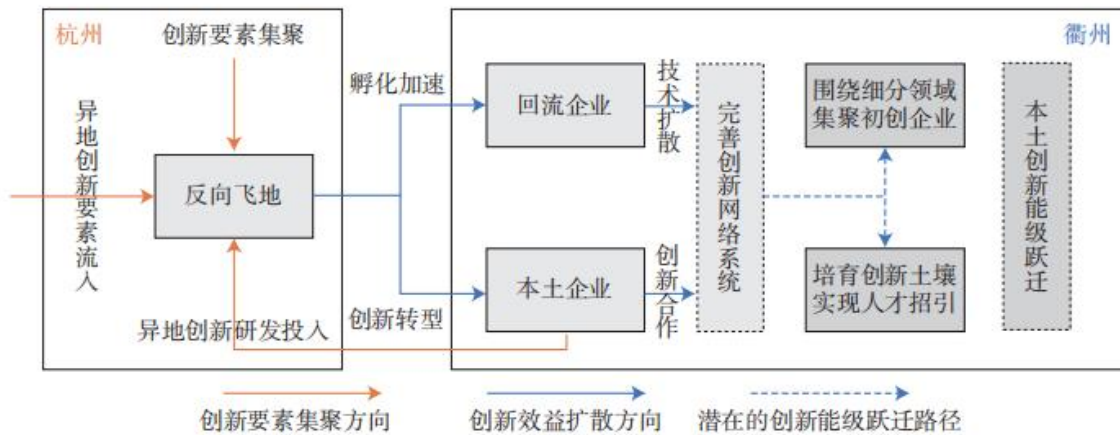 杭州
创新要素集聚
异地创新要素流入
反向飞地
异地创新研发投入
孵化加速
创新转型
衢州
回流企业
技术扩散
本土企业
创新合作
完善创新网络系统
围绕细分领域
集聚初创企业
培育创新土壤
实现人才招引
本土创新能级跃迁
创新要素集聚方向
创新效益扩散方向
潜在的创新能级跃迁路径